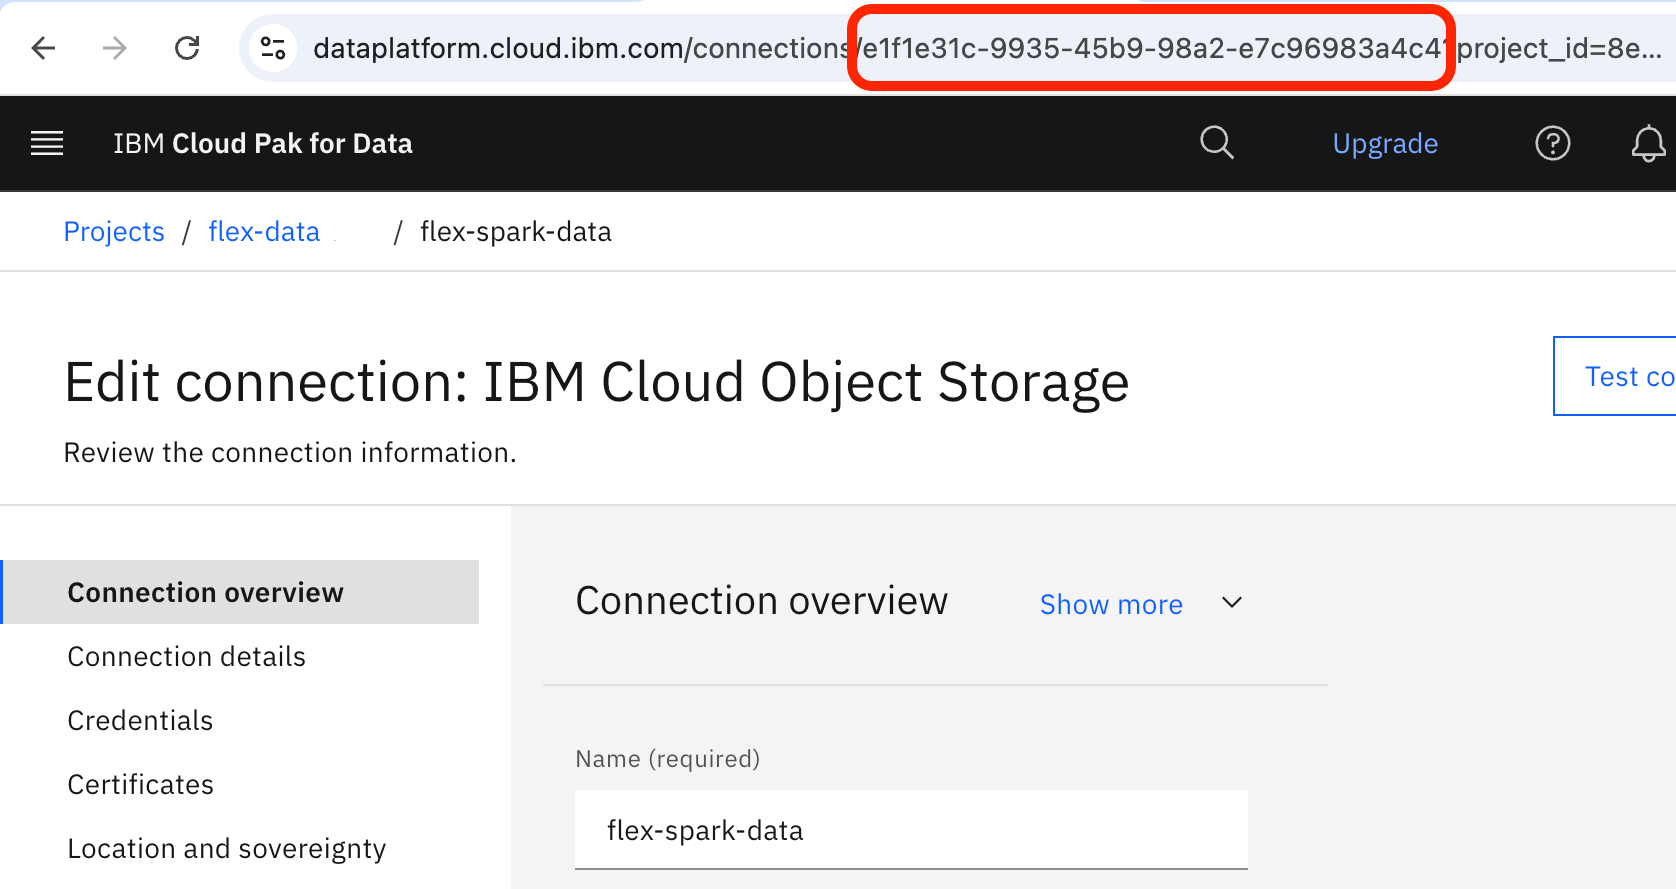 dataplatform.cloud.ibm.com/connections/e1f1e31c-9935-45b9-98a2-e7c96983a4c4?project_id=8e...
IBM Cloud Pak for Data
Upgrade
Projects / flex-data / flex-spark-data
Edit connection: IBM Cloud Object Storage
Test co
Review the connection information.
Connection overview
Connection details
Credentials
Certificates
Location and sovereignty
Connection overview
Show more
Name (required)
flex-spark-data